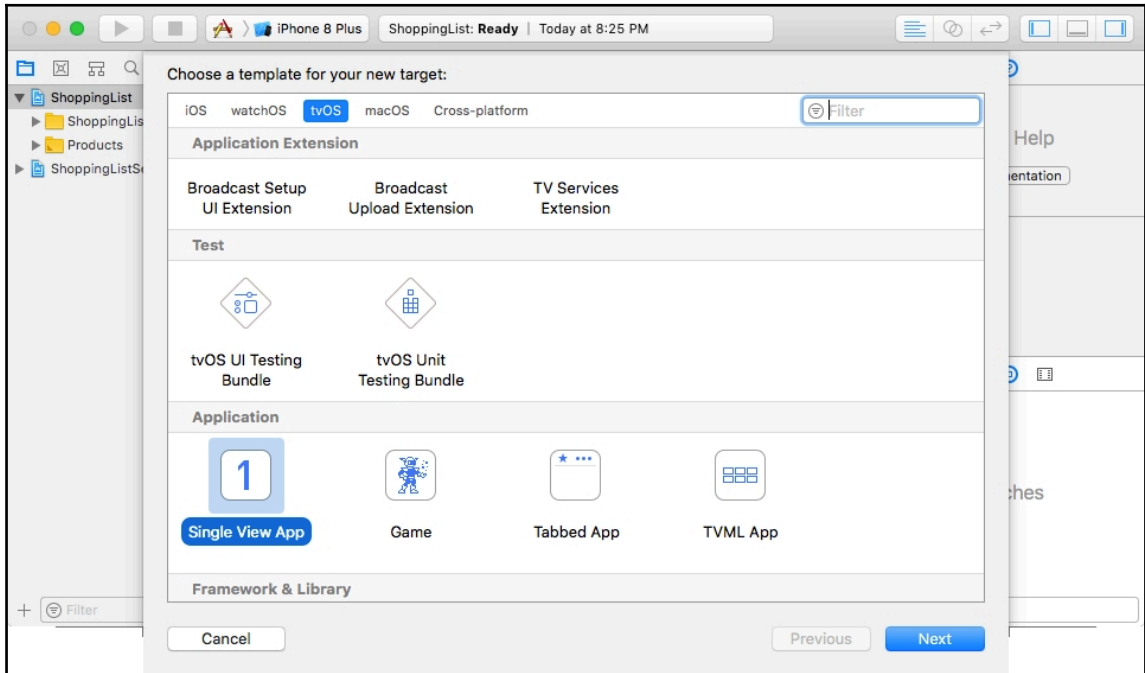 iPhone 8 Plus
ShoppingList: Ready | Today at 8:25 PM
Choose a template for your new target:
ShoppingList
iOS watchOS tvOS macOS Cross-platform
Filter
ShoppingLis
Application Extension
Help
Products
ShoppingListSe
entation
Broadcast Setup
UI Extension
Broadcast
Upload Extension
TV Services
Extension
Test
tvOS UI Testing
Bundle
tvOS Unit
Testing Bundle
Application
1
ches
Single View App
Game
Tabbed App
TVML App
Framework & Library
Filter
Cancel
Previous
Next